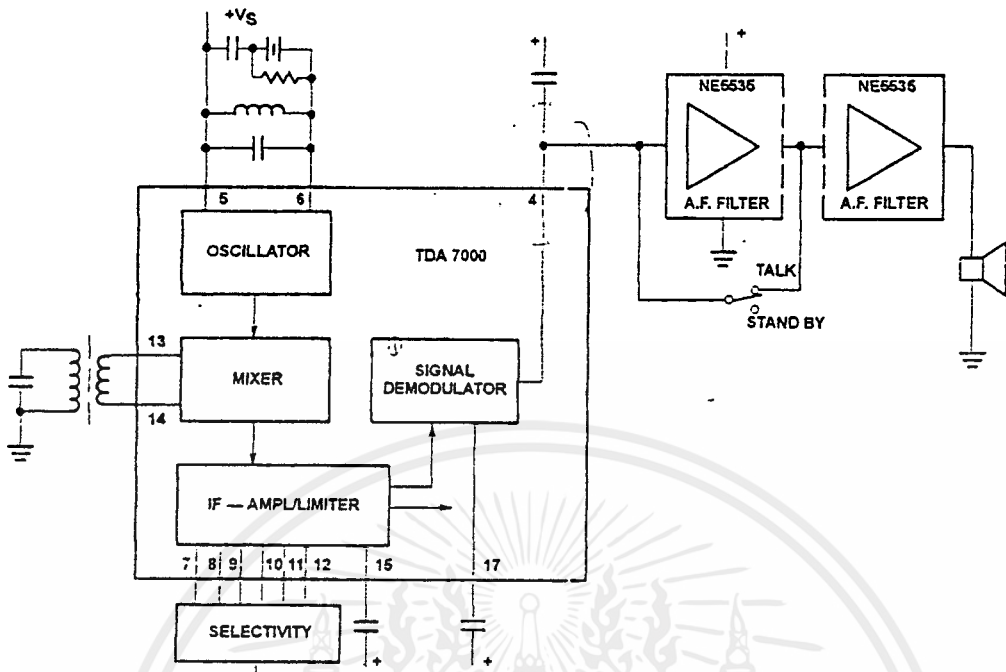 +VS
+
+
NE5535
NE5535
A.F. FILTER
A.F. FILTER
5
6
4
OSCILLATOR
TDA 7000
TALK
STAND BY
13
MIXER
14
SIGNAL
DEMODULATOR
IF — AMPL/LIMITER
7
8
9
10
11
12
15
17
SELECTIVITY
+
+